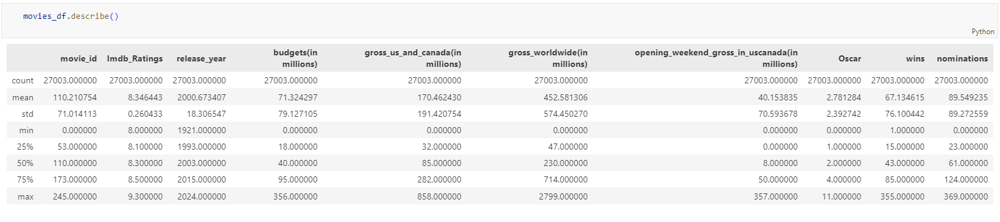 movies_df.describe()
Python
movie_id Imdb_Ratings release_year budgets(in millions) gross_us_and_canada(in millions) gross_worldwide(in millions) opening_weekend_gross_in_uscanada(in millions) Oscar wins nominations
count 27003.000000 27003.000000 27003.000000 27003.000000 27003.000000 27003.000000 27003.000000 27003.000000 27003.000000 27003.000000
mean 110.210754 8.346443 2000.673407 71.324297 170.462430 452.581306 40.153835 2.781284 67.134615 89.549235
std 71.014113 0.260433 18.306547 79.127105 191.420754 574.450270 70.593678 2.392742 76.100442 89.272559
min 0.000000 8.000000 1921.000000 0.000000 0.000000 0.000000 0.000000 0.000000 1.000000 0.000000
25% 53.000000 8.100000 1993.000000 18.000000 32.000000 47.000000 0.000000 1.000000 15.000000 23.000000
50% 110.000000 8.300000 2003.000000 40.000000 85.000000 230.000000 8.000000 2.000000 43.000000 61.000000
75% 173.000000 8.500000 2015.000000 95.000000 282.000000 714.000000 50.000000 4.000000 85.000000 124.000000
max 245.000000 9.300000 2024.000000 356.000000 858.000000 2799.000000 357.000000 11.000000 355.000000 369.000000